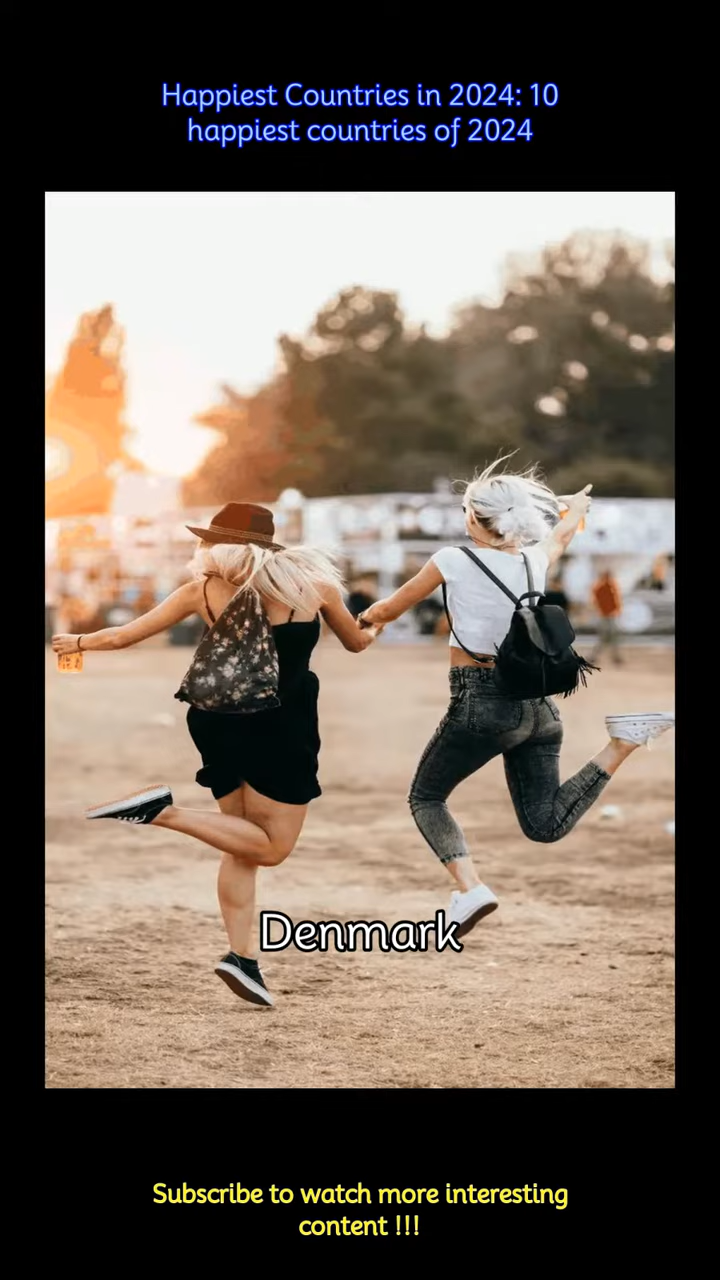 Happiest Countries in 2024: 10
happiest countries of 2024
Denmark
Subscribe to watch more interesting
content !!!